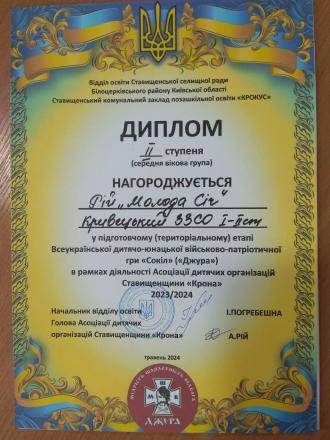 Відділ освіти Ставищенської селищної ради
Білоцерківського району Київської області
Ставищенський комунальний заклад позашкільної освіти «КРОКУС»
ДИПЛОМ
II ступеня
(середня вікова група)
НАГОРОДЖУЄТЬСЯ
Рій „Молода Січ"
Кривецький ЗЗСО I-II ст
у підготовчому (територіальному) етапі
Всеукраїнської дитячо-юнацької військово-патріотичної
гри «Сокіл» («Джура»)
в рамках діяльності Асоціації дитячих організацій
Ставищенщини «Крона»
2023/2024
Начальник відділу освіти І.ПОГРЕБЕШНА
Голова Асоціації дитячих
організацій Ставищенщини «Крона» А.РІЙ
травень 2024
ДЖУРА